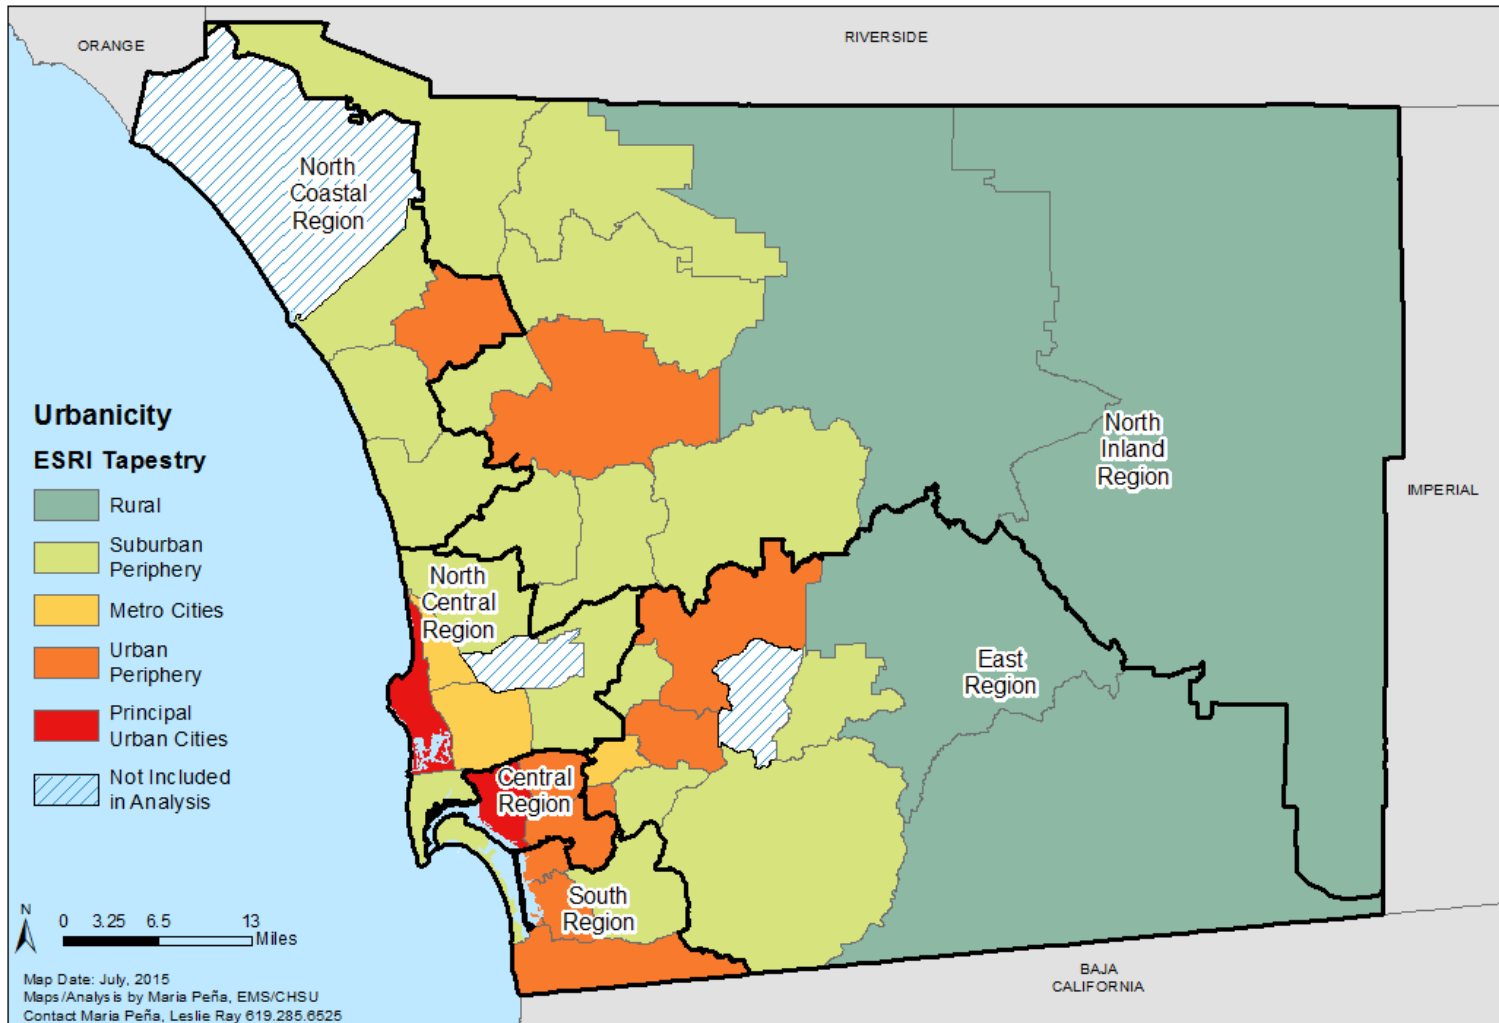 ORANGE
RIVERSIDE
North
Coastal
Region
Urbanicity
ESRI Tapestry
Rural
Suburban
Periphery
Metro Cities
Urban
Periphery
Principal
Urban Cities
Not Included
in Analysis
North
Inland
Region
IMPERIAL
North
Central
Region
East
Region
Central
Region
South
Region
N
0 3.25 6.5 13
Miles
BAJA
CALIFORNIA
Map Date: July, 2015
Maps/Analysis by Maria Peña, EMS/CHSU
Contact Maria Peña, Leslie Ray 619.285.6525